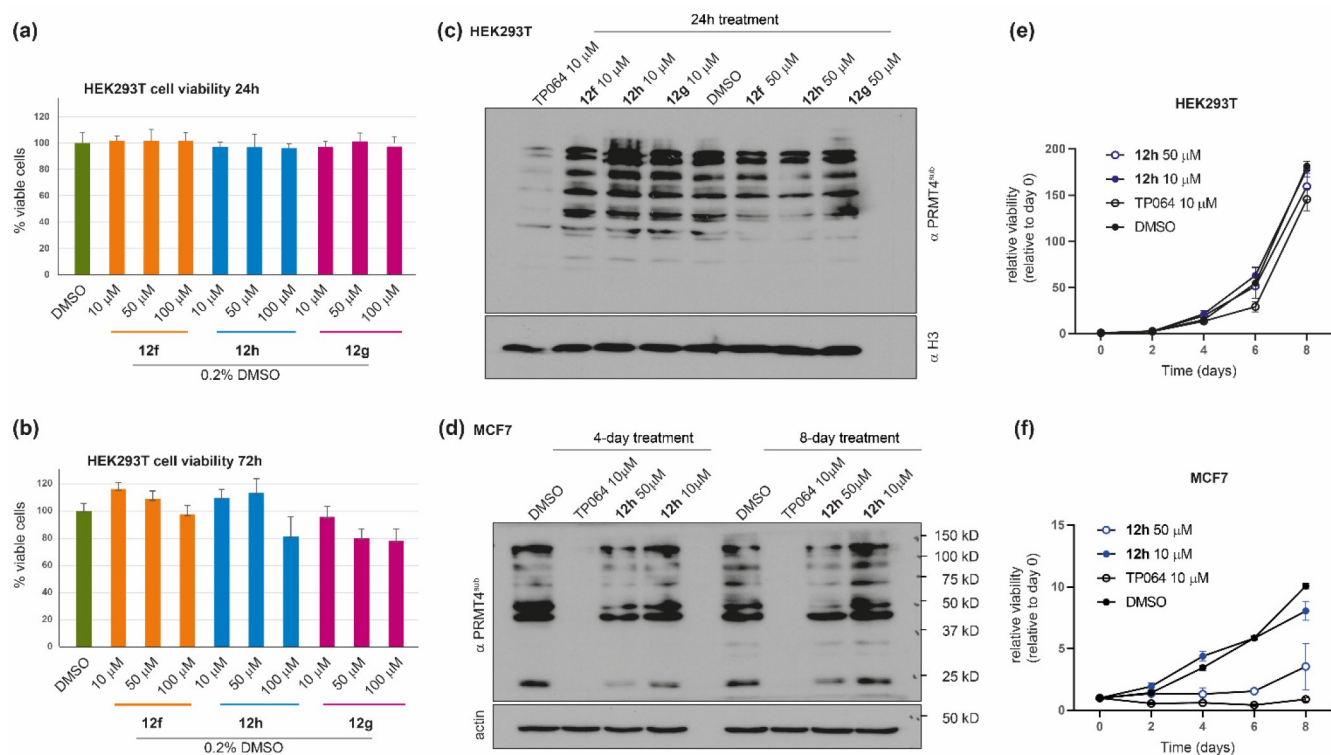 (a)
HEK293T cell viability 24h
% viable cells
120
100
80
60
40
20
0
DMSO
10 μM
50 μM
100 μM
10 μM
50 μM
100 μM
10 μM
50 μM
100 μM
12f
12h
12g
0.2% DMSO
(b)
HEK293T cell viability 72h
% viable cells
120
100
80
60
40
20
0
DMSO
10 μM
50 μM
100 μM
10 μM
50 μM
100 μM
10 μM
50 μM
100 μM
12f
12h
12g
0.2% DMSO
(c) HEK293T
24h treatment
TP064 10 μM
12f 10 μM
12h 10 μM
12g 10 μM
DMSO
12f 50 μM
12h 50 μM
12g 50 μM
α PRMT4sub
α H3
(d) MCF7
4-day treatment
8-day treatment
DMSO
TP064 10μM
12h 50μM
12h 10μM
DMSO
TP064 10μM
12h 50μM
12h 10μM
150 kD
100 kD
75 kD
50 kD
37 kD
25 kD
50 kD
α PRMT4sub
actin
(e)
HEK293T
12h 50 μM
12h 10 μM
TP064 10 μM
DMSO
relative viability
(relative to day 0)
200
150
100
50
0
0 2 4 6 8
Time (days)
(f)
MCF7
12h 50 μM
12h 10 μM
TP064 10 μM
DMSO
relative viability
(relative to day 0)
15
10
5
0
0 2 4 6 8
Time (days)